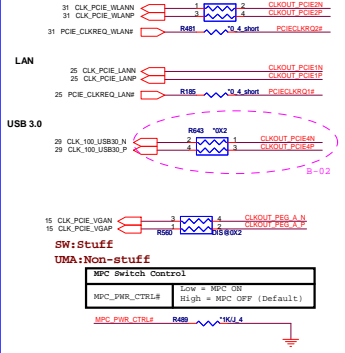 31 CLK_PCIE_WLANN 1 2 CLKOUT_PCIE2N
31 CLK_PCIE_WLANP 3 4 CLKOUT_PCIE2P
31 PCIE_CLKREQ_WLAN# R481 *0_4_short PCIECLKRQ2#
LAN
25 CLK_PCIE_LANN CLKOUT_PCIE1N
25 CLK_PCIE_LANP CLKOUT_PCIE1P
25 PCIE_CLKREQ_LAN# R185 *0_4_short PCIECLKRQ1#
USB 3.0
R643 *0X2
29 CLK_100_USB30_N 2 1 CLKOUT_PCIE4N
29 CLK_100_USB30_P 4 3 CLKOUT_PCIE4P
B-02
15 CLK_PCIE_VGAN 3 4 CLKOUT_PEG_A_N
15 CLK_PCIE_VGAP 1 2 CLKOUT_PEG_A_P
R560 DIS@0X2
SW:Stuff
UMA:Non-stuff
MPC Switch Control
MPC_PWR_CTRL# Low = MPC ON
High = MPC OFF (Default)
MPC_PWR_CTRL# R489 *1K/J_4